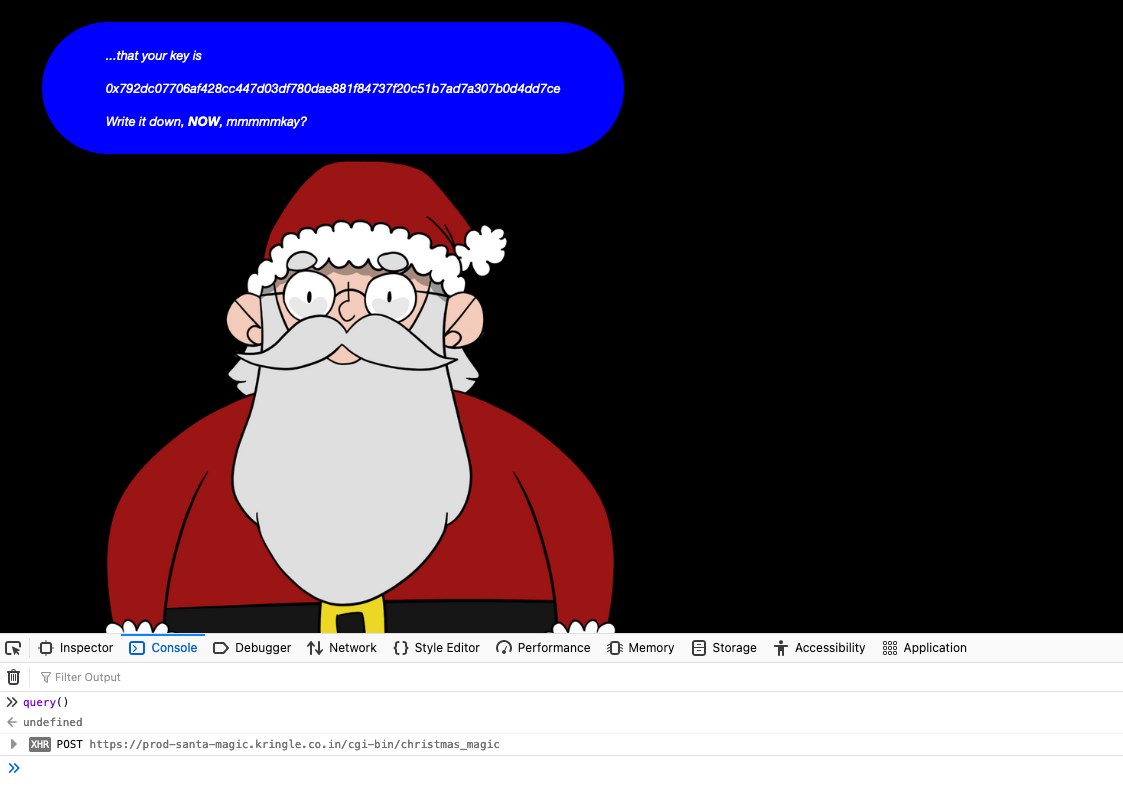 ...that your key is
0x792dc07706af428cc447d03df780dae881f84737f20c51b7ad7a307b0d4dd7ce
Write it down, NOW, mmmmmkay?
Inspector Console Debugger Network Style Editor Performance Memory Storage Accessibility Application
Filter Output
query()
undefined
XHR POST https://prod-santa-magic.kringle.co.in/cgi-bin/christmas_magic